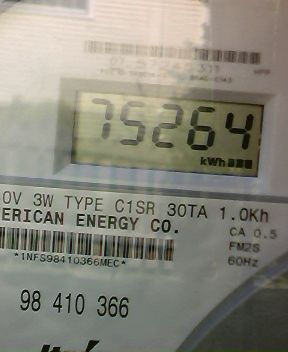 75264
kWh
0V 3W TYPE C1SR 30TA 1.0Kh
ERICAN ENERGY CO.
CA 0.5
FM2S
60Hz
*1NFS98410366MEC*
98 410 366